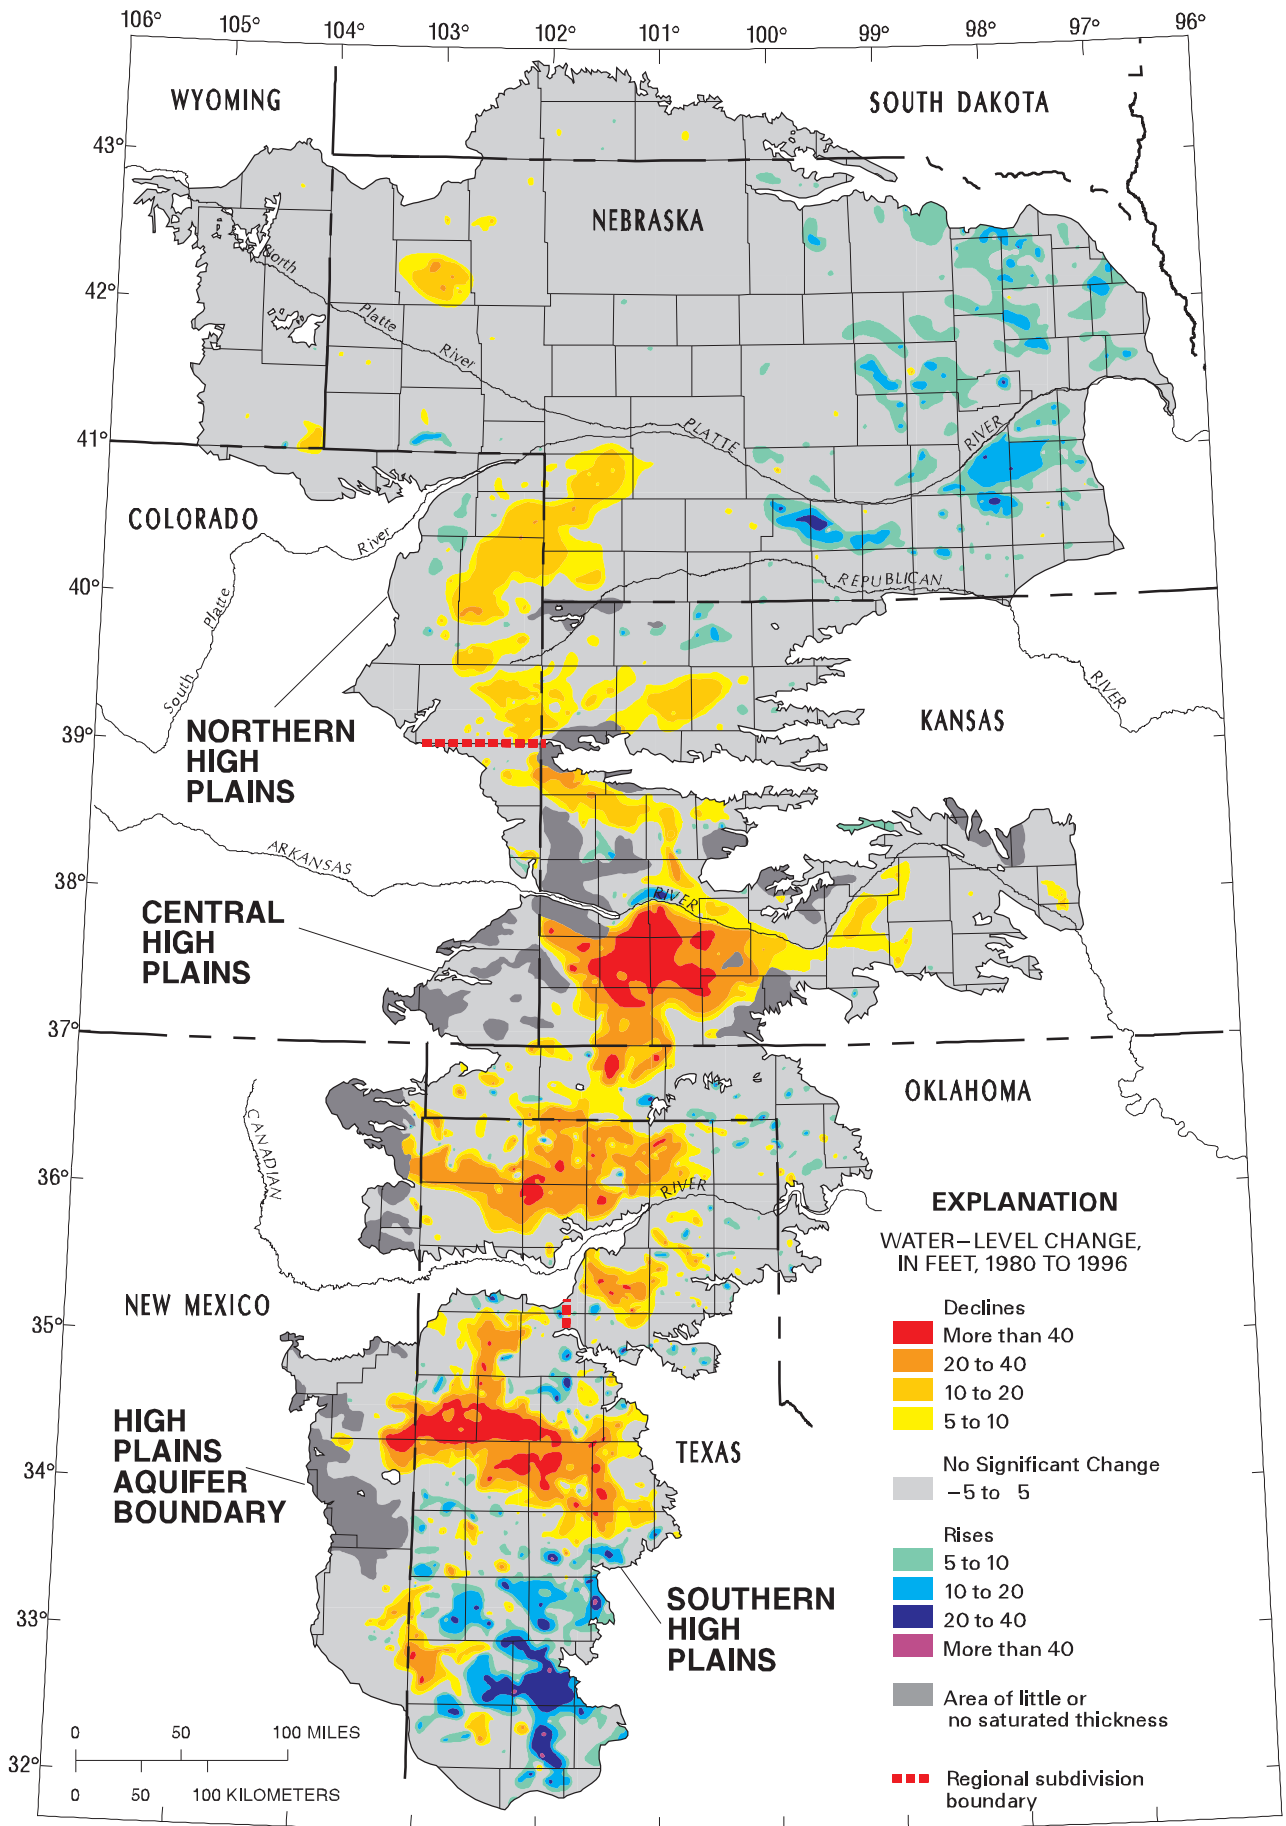 106° 105° 104° 103° 102° 101° 100° 99° 98° 97° 96°
WYOMING
SOUTH DAKOTA
43°
NEBRASKA
North
42°
Platte
River
PLATTE
RIVER
41°
COLORADO
River
40°
REPUBLICAN
Platte
South
RIVER
KANSAS
39°
NORTHERN
HIGH
PLAINS
ARKANSAS
38°
RIVER
CENTRAL
HIGH
PLAINS
37°
OKLAHOMA
CANADIAN
36°
RIVER
EXPLANATION
WATER–LEVEL CHANGE,
IN FEET, 1980 TO 1996
NEW MEXICO
Declines
35°
More than 40
20 to 40
10 to 20
5 to 10
HIGH
PLAINS
AQUIFER
BOUNDARY
TEXAS
34°
No Significant Change
–5 to 5
Rises
5 to 10
10 to 20
20 to 40
More than 40
33°
SOUTHERN
HIGH
PLAINS
Area of little or
no saturated thickness
0 50 100 MILES
32°
0 50 100 KILOMETERS
Regional subdivision
boundary